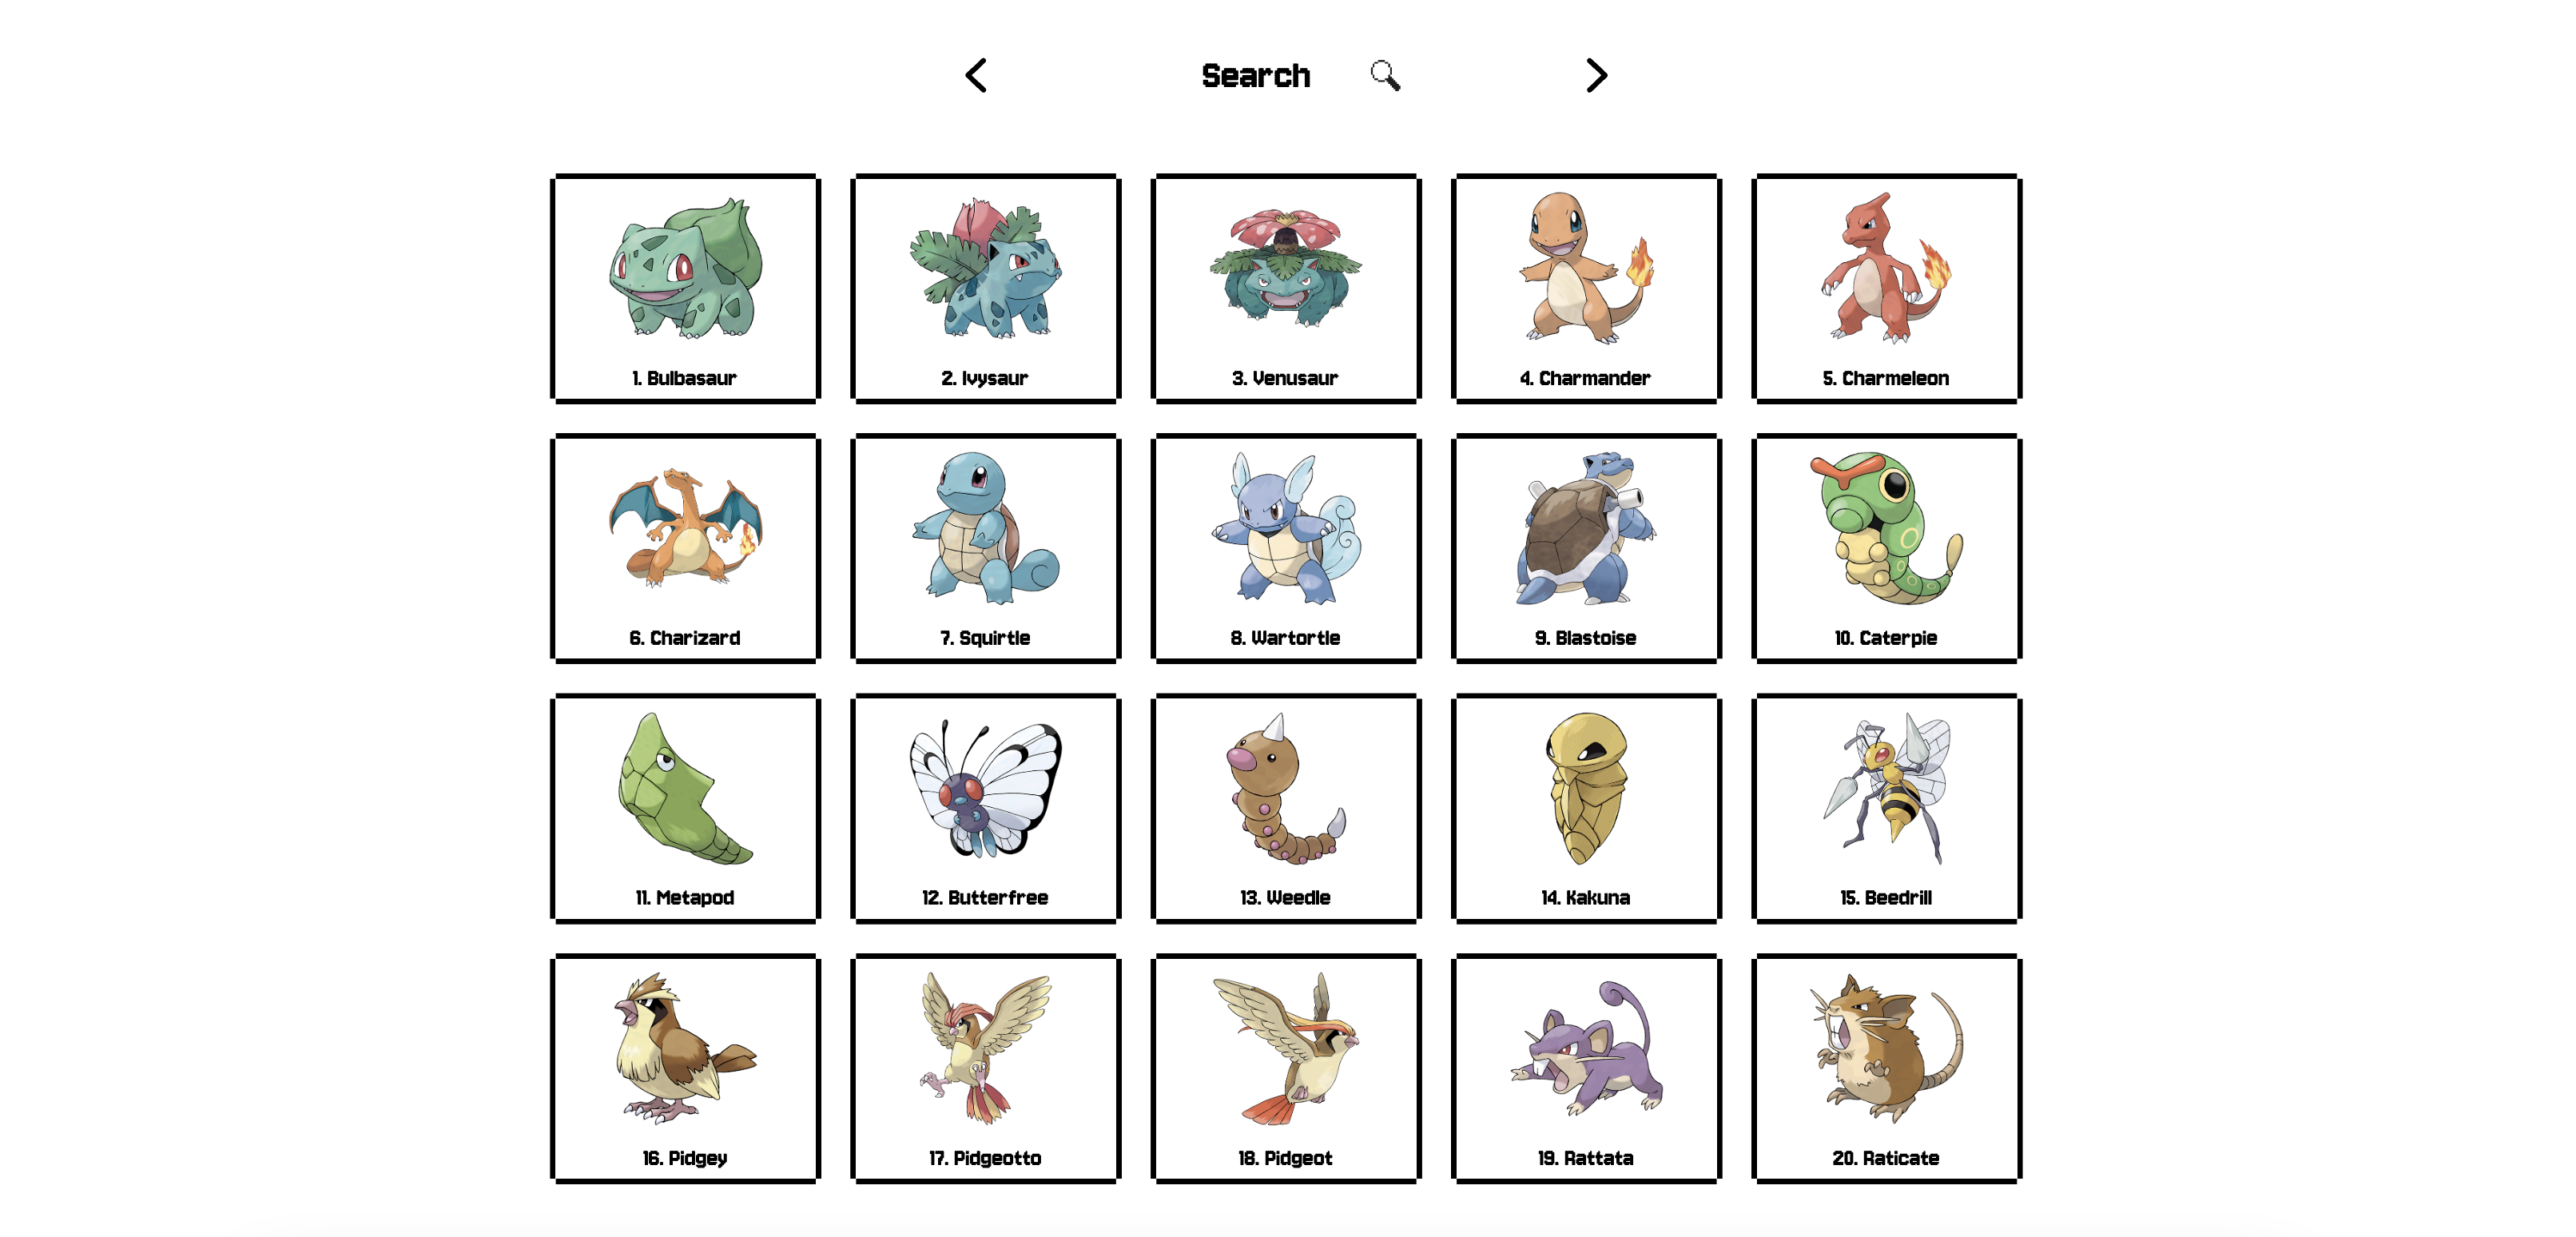 Search
1. Bulbasaur
2. Ivysaur
3. Venusaur
4. Charmander
5. Charmeleon
6. Charizard
7. Squirtle
8. Wartortle
9. Blastoise
10. Caterpie
11. Metapod
12. Butterfree
13. Weedle
14. Kakuna
15. Beedrill
16. Pidgey
17. Pidgeotto
18. Pidgeot
19. Rattata
20. Raticate